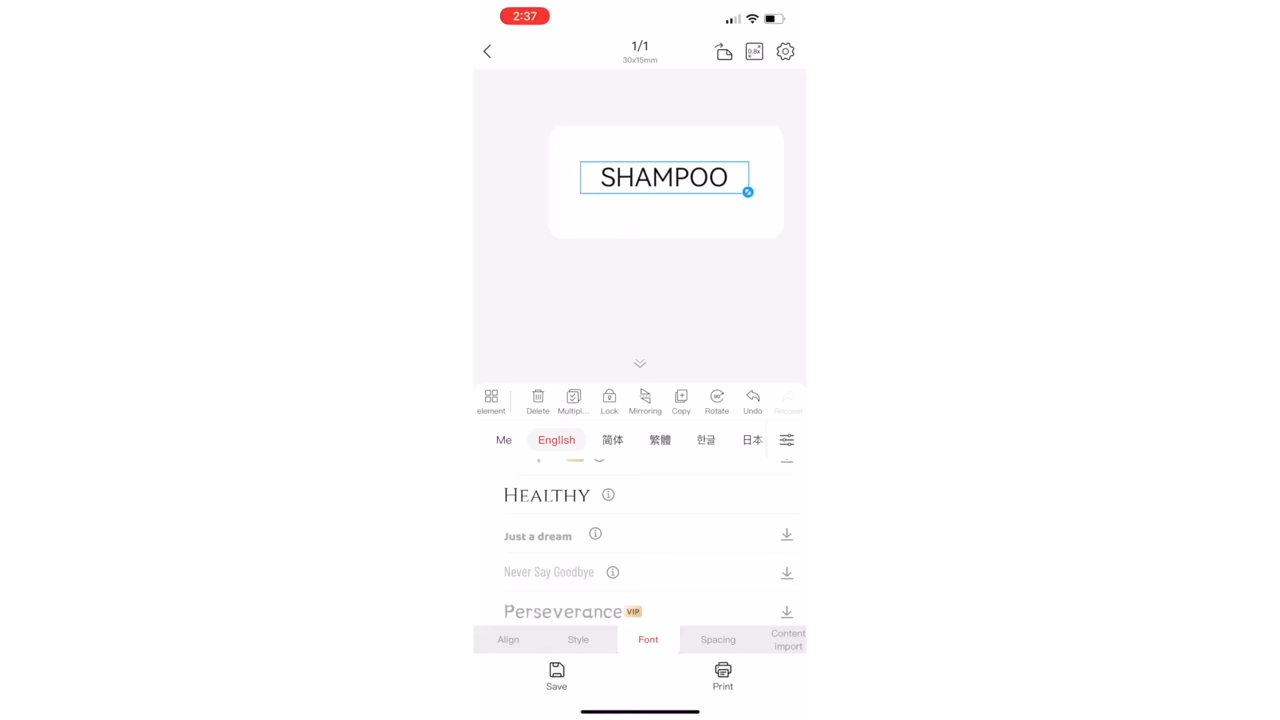 2:37
1/1
30x15mm
0.6x
SHAMPOO
element Delete Multipl... Lock Mirroring Copy Rotate Undo Recover
Me English 简体 繁體 한글 日本
HEALTHY
Just a dream
Never Say Goodbye
Perseverance VIP
Align Style Font Spacing Content import
Save Print